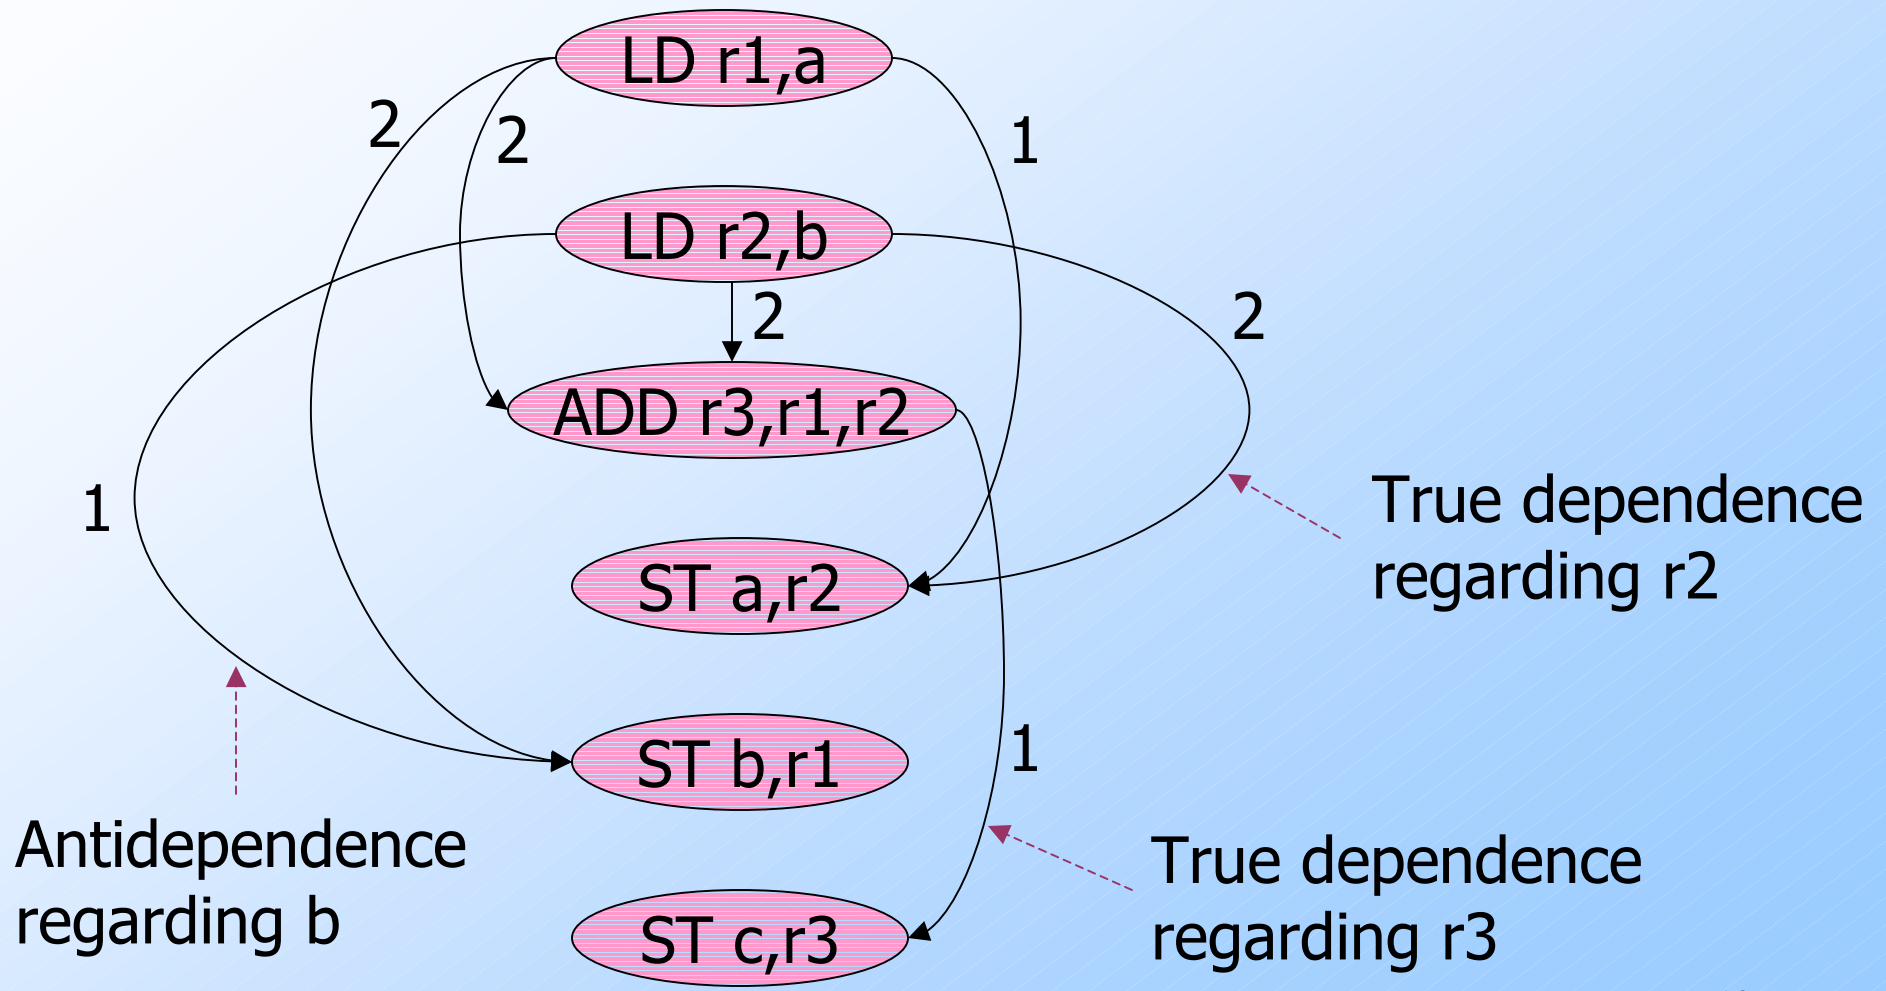 LD r1,a
2
2
1
LD r2,b
2
2
ADD r3,r1,r2
1
True dependence
regarding r2
ST a,r2
ST b,r1
1
Antidependence
regarding b
True dependence
regarding r3
ST c,r3